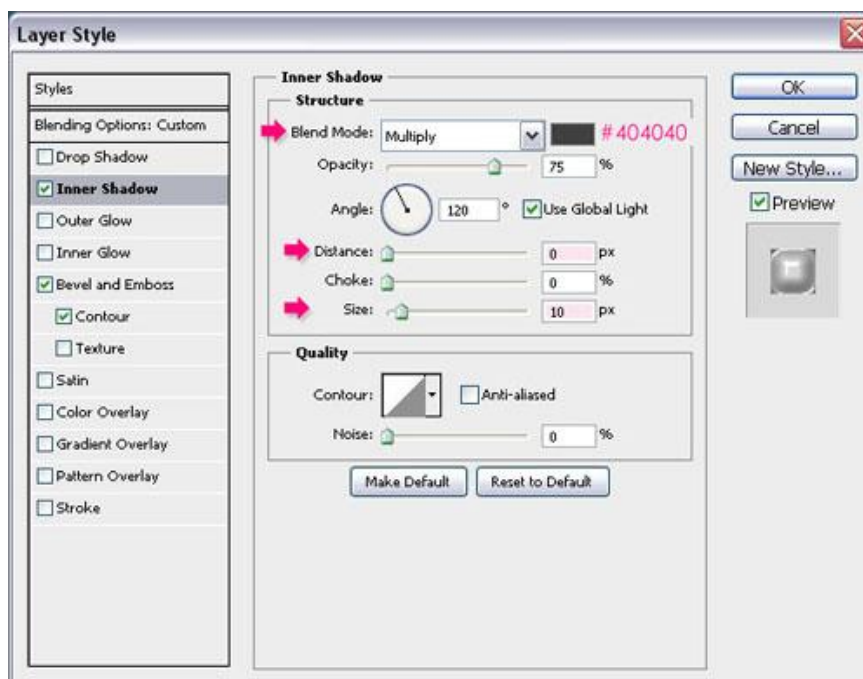 Layer Style
Styles
Blending Options: Custom
Drop Shadow
Inner Shadow
Outer Glow
Inner Glow
Bevel and Emboss
Contour
Texture
Satin
Color Overlay
Gradient Overlay
Pattern Overlay
Stroke
Inner Shadow
Structure
Blend Mode: Multiply #404040
Opacity: 75 %
Angle: 120 ° Use Global Light
Distance: 0 px
Choke: 0 %
Size: 10 px
Quality
Contour: Anti-aliased
Noise: 0 %
Make Default Reset to Default
OK
Cancel
New Style...
Preview